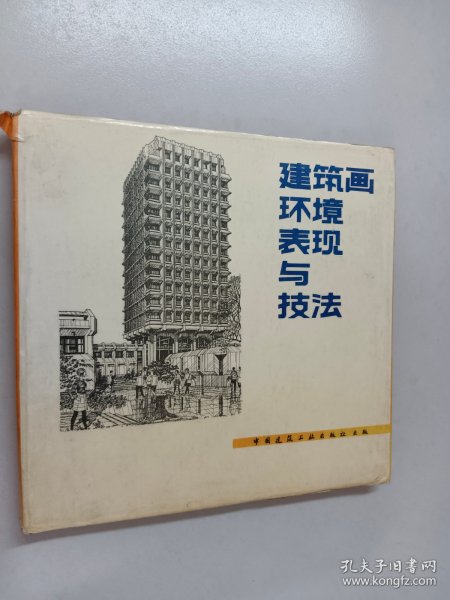 建筑画
环境
表现
与
技法
中国建筑工业出版社出版
孔夫子旧书网
www.kongfz.com